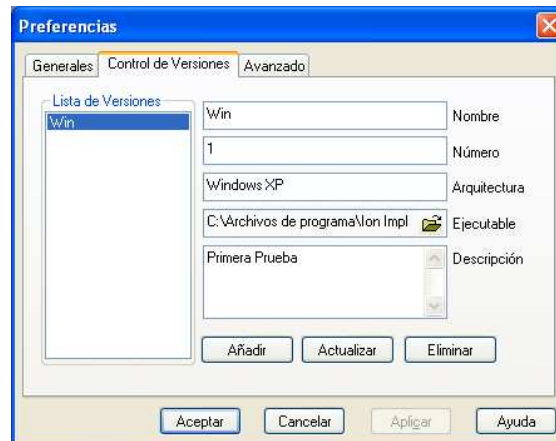 Preferencias
Generales Control de Versiones Avanzado
Lista de Versiones
Win
Win Nombre
1 Número
Windows XP Arquitectura
C:\Archivos de programa\Ion Impl Ejecutable
Primera Prueba Descripción
Añadir Actualizar Eliminar
Aceptar Cancelar Aplicar Ayuda